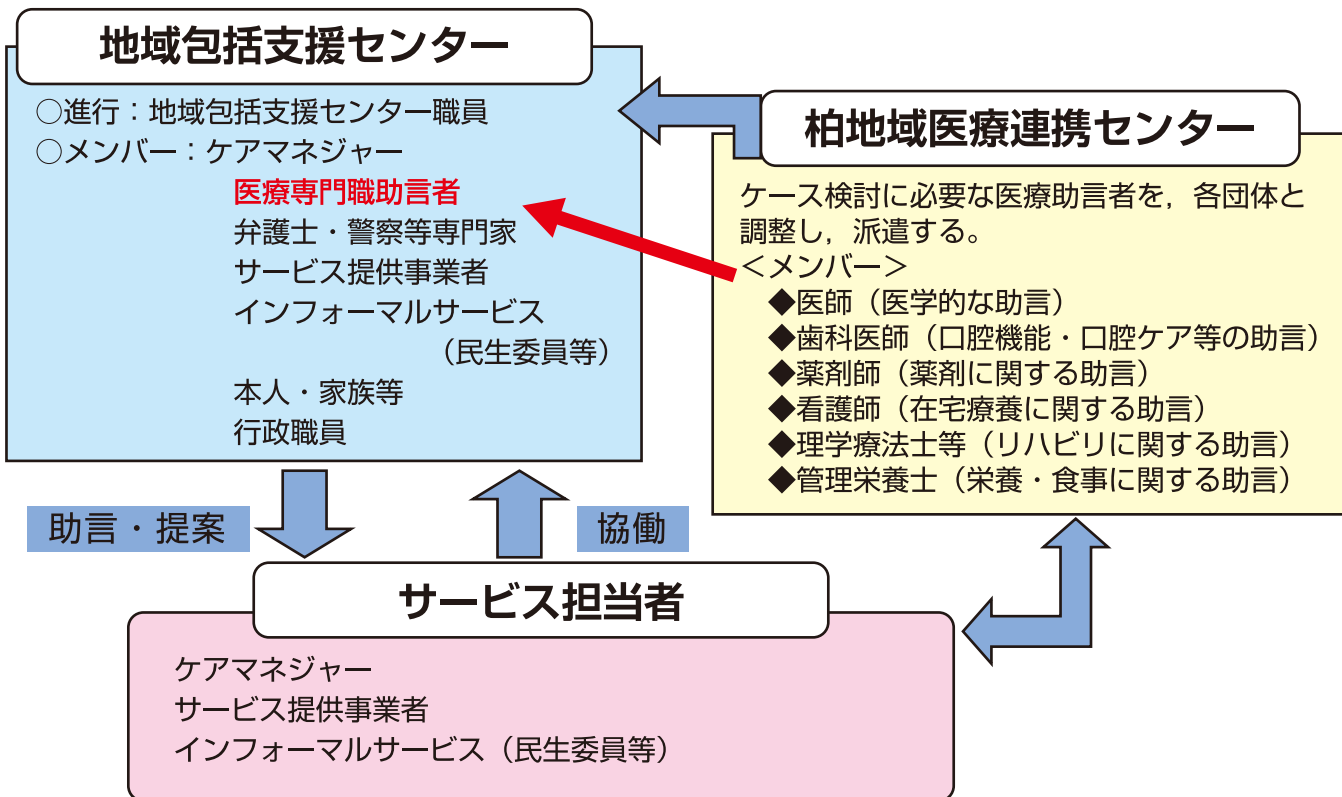 地域包括支援センター
○進行：地域包括支援センター職員
○メンバー：ケアマネジャー
医療専門職助言者
弁護士・警察等専門家
サービス提供事業者
インフォーマルサービス
（民生委員等）
本人・家族等
行政職員
柏地域医療連携センター
ケース検討に必要な医療助言者を，各団体と
調整し，派遣する。
＜メンバー＞
◆医師（医学的な助言）
◆歯科医師（口腔機能・口腔ケア等の助言）
◆薬剤師（薬剤に関する助言）
◆看護師（在宅療養に関する助言）
◆理学療法士等（リハビリに関する助言）
◆管理栄養士（栄養・食事に関する助言）
助言・提案
協働
サービス担当者
ケアマネジャー
サービス提供事業者
インフォーマルサービス（民生委員等）